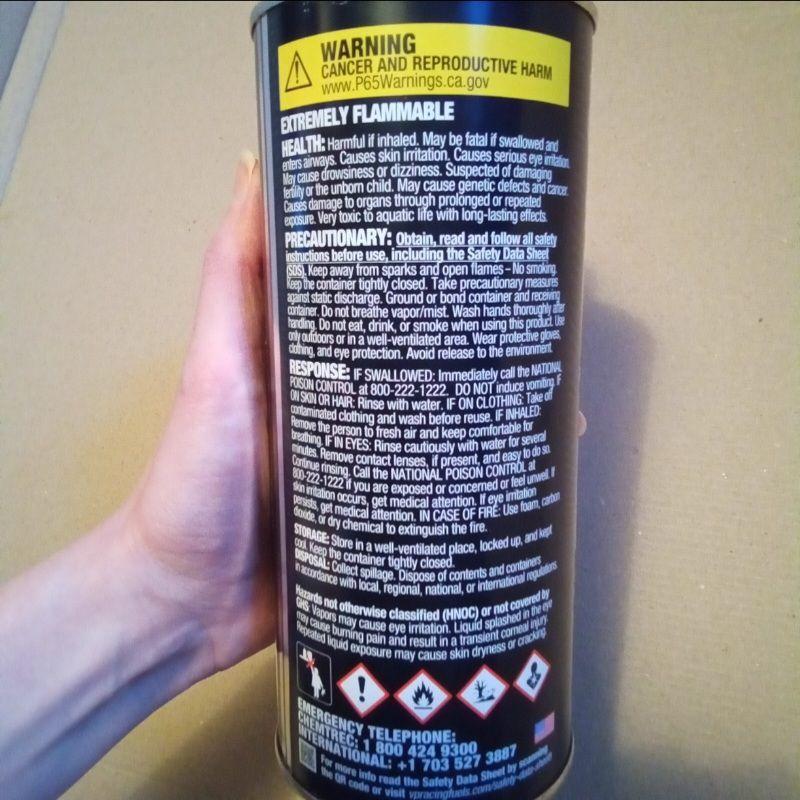 WARNING
CANCER AND REPRODUCTIVE HARM
www.P65Warnings.ca.gov
EXTREMELY FLAMMABLE
HEALTH: Harmful if inhaled. May be fatal if swallowed and
enters airways. Causes skin irritation. Causes serious eye irritation.
May cause drowsiness or dizziness. Suspected of damaging
fertility or the unborn child. May cause genetic defects and cancer.
Causes damage to organs through prolonged or repeated
exposure. Very toxic to aquatic life with long-lasting effects.
PRECAUTIONARY: Obtain, read and follow all safety
instructions before use, including the Safety Data Sheet
(SDS). Keep away from sparks and open flames – No smoking.
Keep the container tightly closed. Take precautionary measures
against static discharge. Ground or bond container and receiving
container. Do not breathe vapor/mist. Wash hands thoroughly after
handling. Do not eat, drink, or smoke when using this product. Use
only outdoors or in a well-ventilated area. Wear protective gloves,
clothing, and eye protection. Avoid release to the environment.
RESPONSE: IF SWALLOWED: Immediately call the NATIONAL
POISON CONTROL at 800-222-1222. DO NOT induce vomiting. IF
ON SKIN OR HAIR: Rinse with water. IF ON CLOTHING: Take off
contaminated clothing and wash before reuse. IF INHALED:
Remove the person to fresh air and keep comfortable for
breathing. IF IN EYES: Rinse cautiously with water for several
minutes. Remove contact lenses, if present, and easy to do so.
Continue rinsing. Call the NATIONAL POISON CONTROL at
800-222-1222 if you are exposed or concerned or feel unwell. If
skin irritation occurs, get medical attention. If eye irritation
persists, get medical attention. IN CASE OF FIRE: Use foam, carbon
dioxide, or dry chemical to extinguish the fire.
STORAGE: Store in a well-ventilated place, locked up, and kept
cool. Keep the container tightly closed.
DISPOSAL: Collect spillage. Dispose of contents and containers
in accordance with local, regional, national, or international regulations.
Hazards not otherwise classified (HNOC) or not covered by
GHS: Vapors may cause eye irritation. Liquid splashed in the eye
may cause burning pain and result in a transient corneal injury.
Repeated liquid exposure may cause skin dryness or cracking.
EMERGENCY TELEPHONE:
CHEMTREC: 1 800 424 9300
INTERNATIONAL: +1 703 527 3887
For more info read the Safety Data Sheet by scanning
the QR code or visit vpracingfuels.com/safety-data-sheets